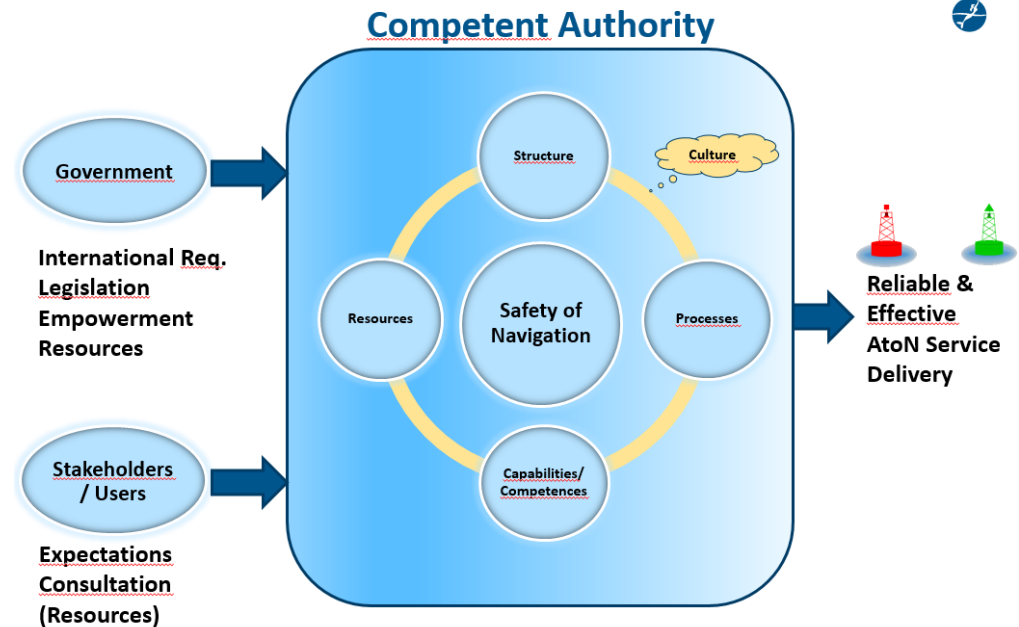 Competent Authority
Government
International Req.
Legislation
Empowerment
Resources
Stakeholders
/ Users
Expectations
Consultation
(Resources)
Structure
Culture
Resources
Safety of
Navigation
Processes
Capabilities/
Competences
Reliable &
Effective
AtoN Service
Delivery